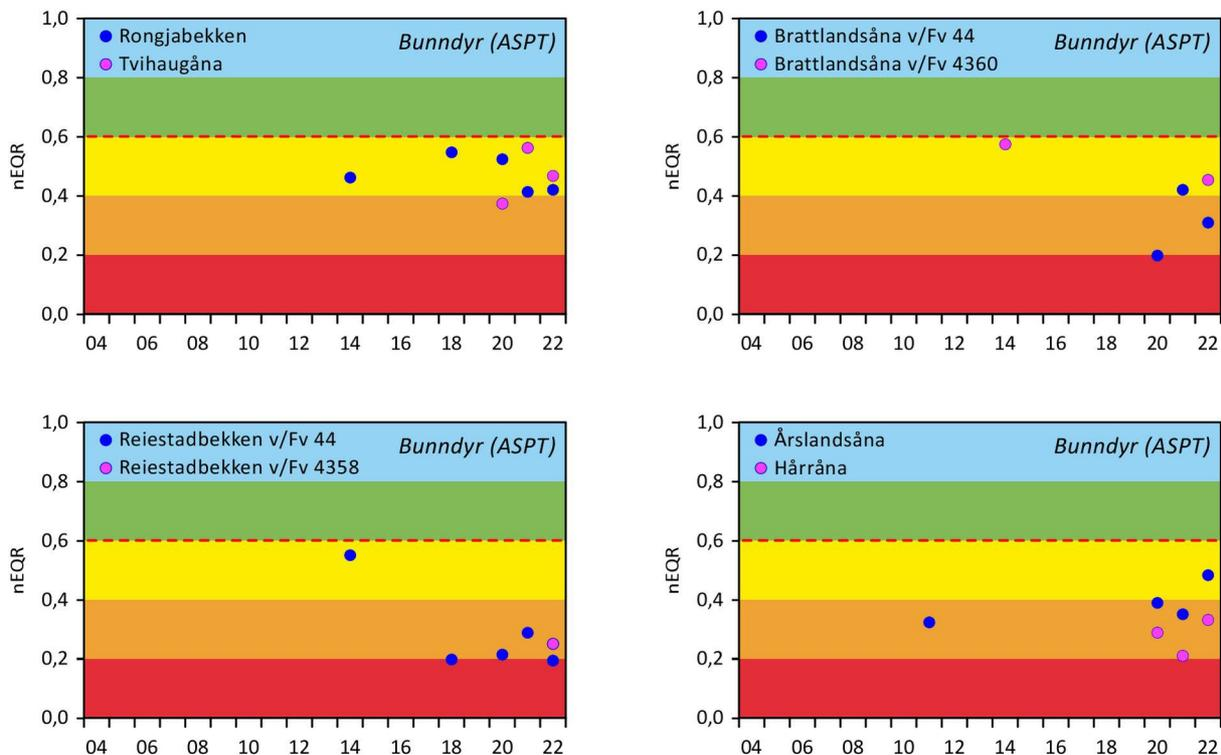 1,0
Rongjabekken
Bunndyr (ASPT)
Tvihaugåna
0,8
0,6
nEQR
0,4
0,2
0,0
04 06 08 10 12 14 16 18 20 22
1,0
Brattlandsåna v/Fv 44
Bunndyr (ASPT)
Brattlandsåna v/Fv 4360
0,8
0,6
nEQR
0,4
0,2
0,0
04 06 08 10 12 14 16 18 20 22
1,0
Reiestadbekken v/Fv 44
Bunndyr (ASPT)
Reiestadbekken v/Fv 4358
0,8
0,6
nEQR
0,4
0,2
0,0
04 06 08 10 12 14 16 18 20 22
1,0
Årslandsåna
Bunndyr (ASPT)
Hårråna
0,8
0,6
nEQR
0,4
0,2
0,0
04 06 08 10 12 14 16 18 20 22